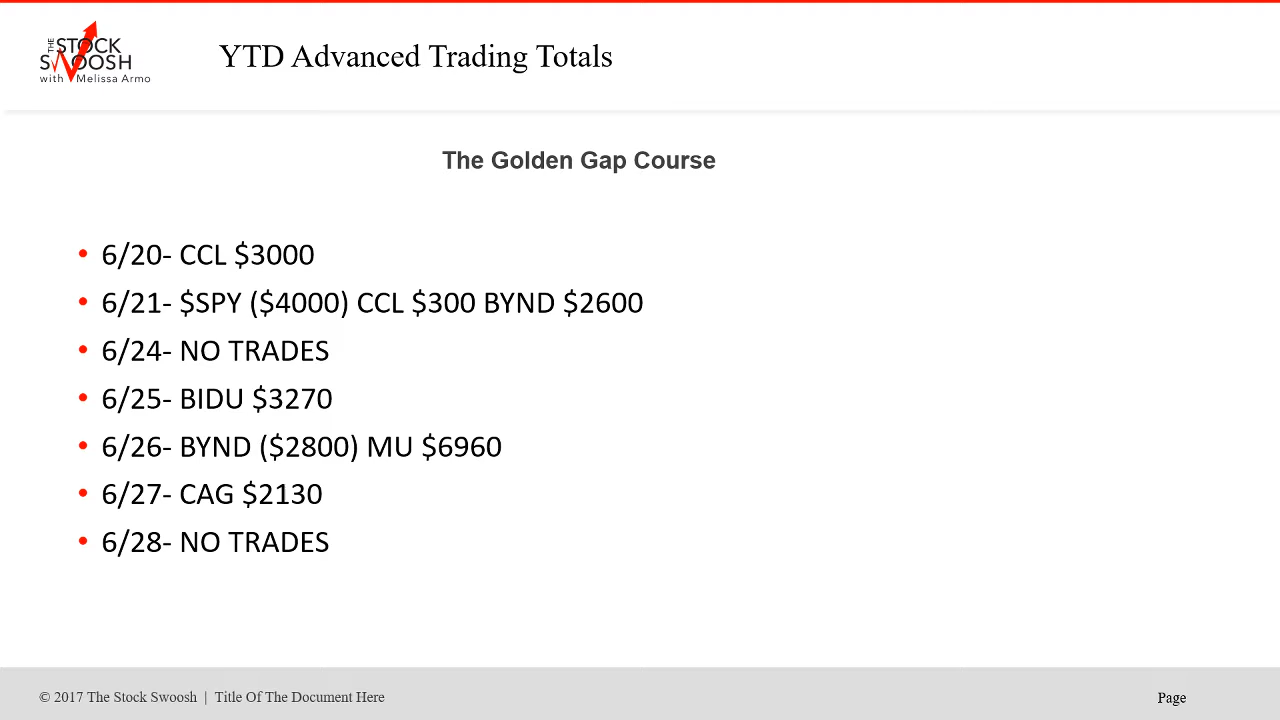 THE
STOCK
SWOOSH
with Melissa Armo
YTD Advanced Trading Totals
The Golden Gap Course
• 6/20- CCL $3000
• 6/21- $SPY ($4000) CCL $300 BYND $2600
• 6/24- NO TRADES
• 6/25- BIDU $3270
• 6/26- BYND ($2800) MU $6960
• 6/27- CAG $2130
• 6/28- NO TRADES
© 2017 The Stock Swoosh | Title Of The Document Here
Page